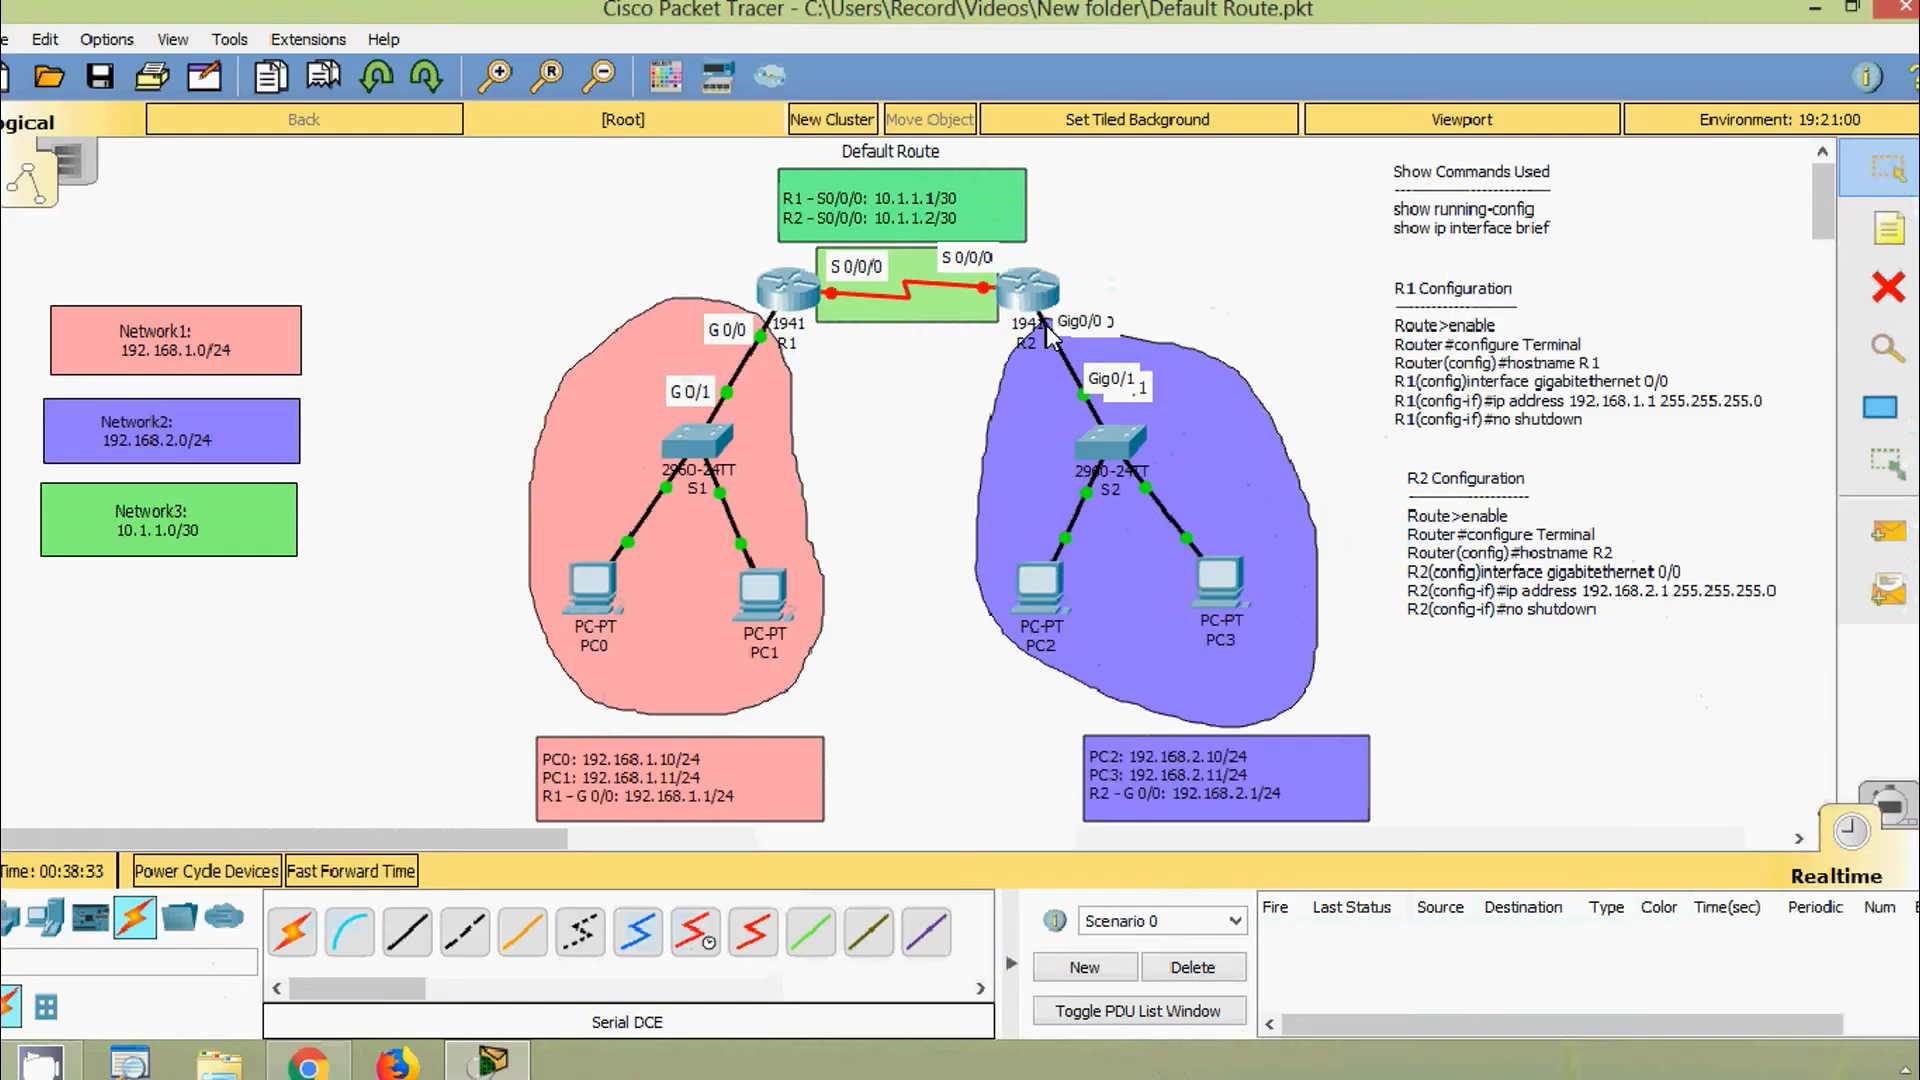 Cisco Packet Tracer - C:\Users\Record\Videos\New folder\Default Route.pkt
Edit Options View Tools Extensions Help
ogical Back [Root] New Cluster Move Object Set Tiled Background Viewport Environment: 19:21:00
Default Route
R1 - S0/0/0: 10.1.1.1/30
R2 - S0/0/0: 10.1.1.2/30
S 0/0/0
S 0/0/0
G 0/0
1941
R1
1941
R2
Gig0/0
G 0/1
Gig0/1
2960-24TT
S1
2960-24TT
S2
PC-PT
PC0
PC-PT
PC1
PC-PT
PC2
PC-PT
PC3
Network1:
192.168.1.0/24
Network2:
192.168.2.0/24
Network3:
10.1.1.0/30
PC0: 192.168.1.10/24
PC1: 192.168.1.11/24
R1 - G 0/0: 192.168.1.1/24
PC2: 192.168.2.10/24
PC3: 192.168.2.11/24
R2 - G 0/0: 192.168.2.1/24
Show Commands Used
show running-config
show ip interface brief
R1 Configuration
Route>enable
Router#configure Terminal
Router(config)#hostname R1
R1(config)interface gigabitethernet 0/0
R1(config-if)#ip address 192.168.1.1 255.255.255.0
R1(config-if)#no shutdown
R2 Configuration
Route>enable
Router#configure Terminal
Router(config)#hostname R2
R2(config)interface gigabitethernet 0/0
R2(config-if)#ip address 192.168.2.1 255.255.255.0
R2(config-if)#no shutdown
Time: 00:38:33 Power Cycle Devices Fast Forward Time
Realtime
Scenario 0
New Delete
Toggle PDU List Window
Fire Last Status Source Destination Type Color Time(sec) Periodic Num
Serial DCE